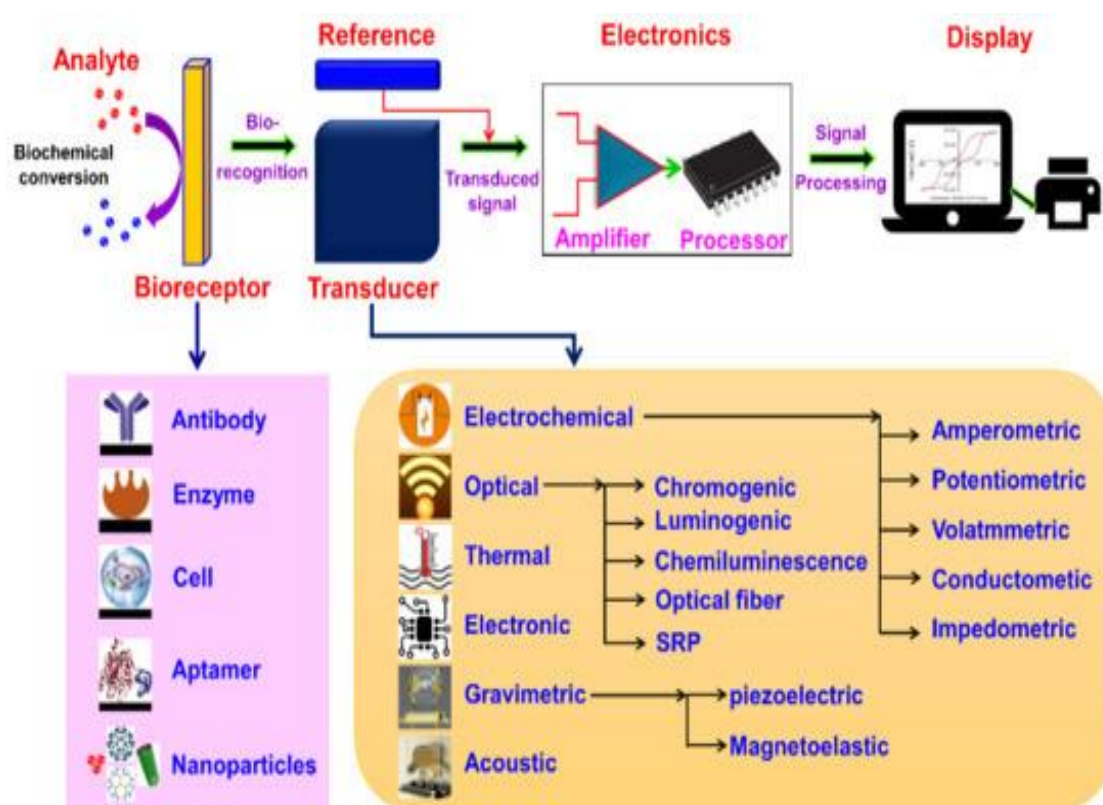 Analyte
Reference
Electronics
Display
Biochemical
conversion
Bio-
recognition
Transduced
signal
Amplifier
Processor
Signal
Processing
Bioreceptor
Transducer
Antibody
Enzyme
Cell
Aptamer
Nanoparticles
Electrochemical
Optical
Thermal
Electronic
Gravimetric
Acoustic
Chromogenic
Luminogenic
Chemiluminescence
Optical fiber
SRP
piezoelectric
Magnetoelastic
Amperometric
Potentiometric
Volatmmetric
Conductometic
Impedometric